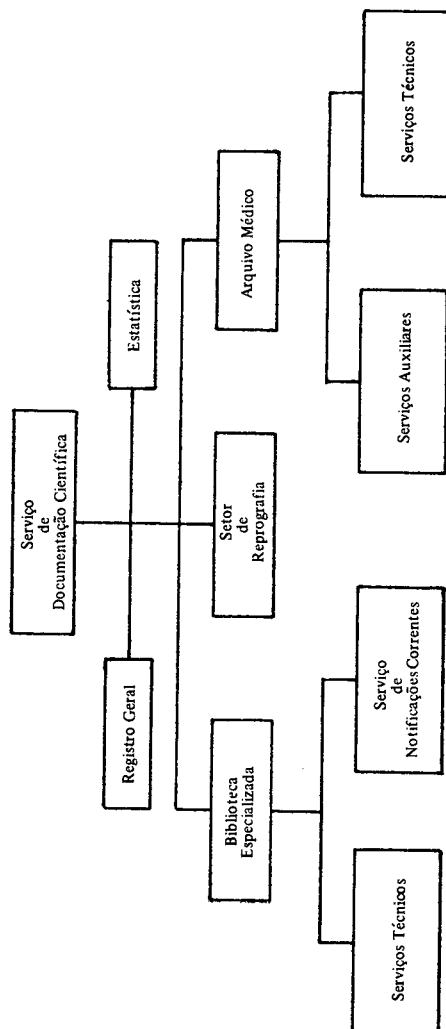 Serviço
de
Documentação Científica
Registro Geral
Estatística
Biblioteca
Especializada
Setor
de
Reprografia
Arquivo Médico
Serviços Técnicos
Serviço
de
Notificações Correntes
Serviços Auxiliares
Serviços Técnicos